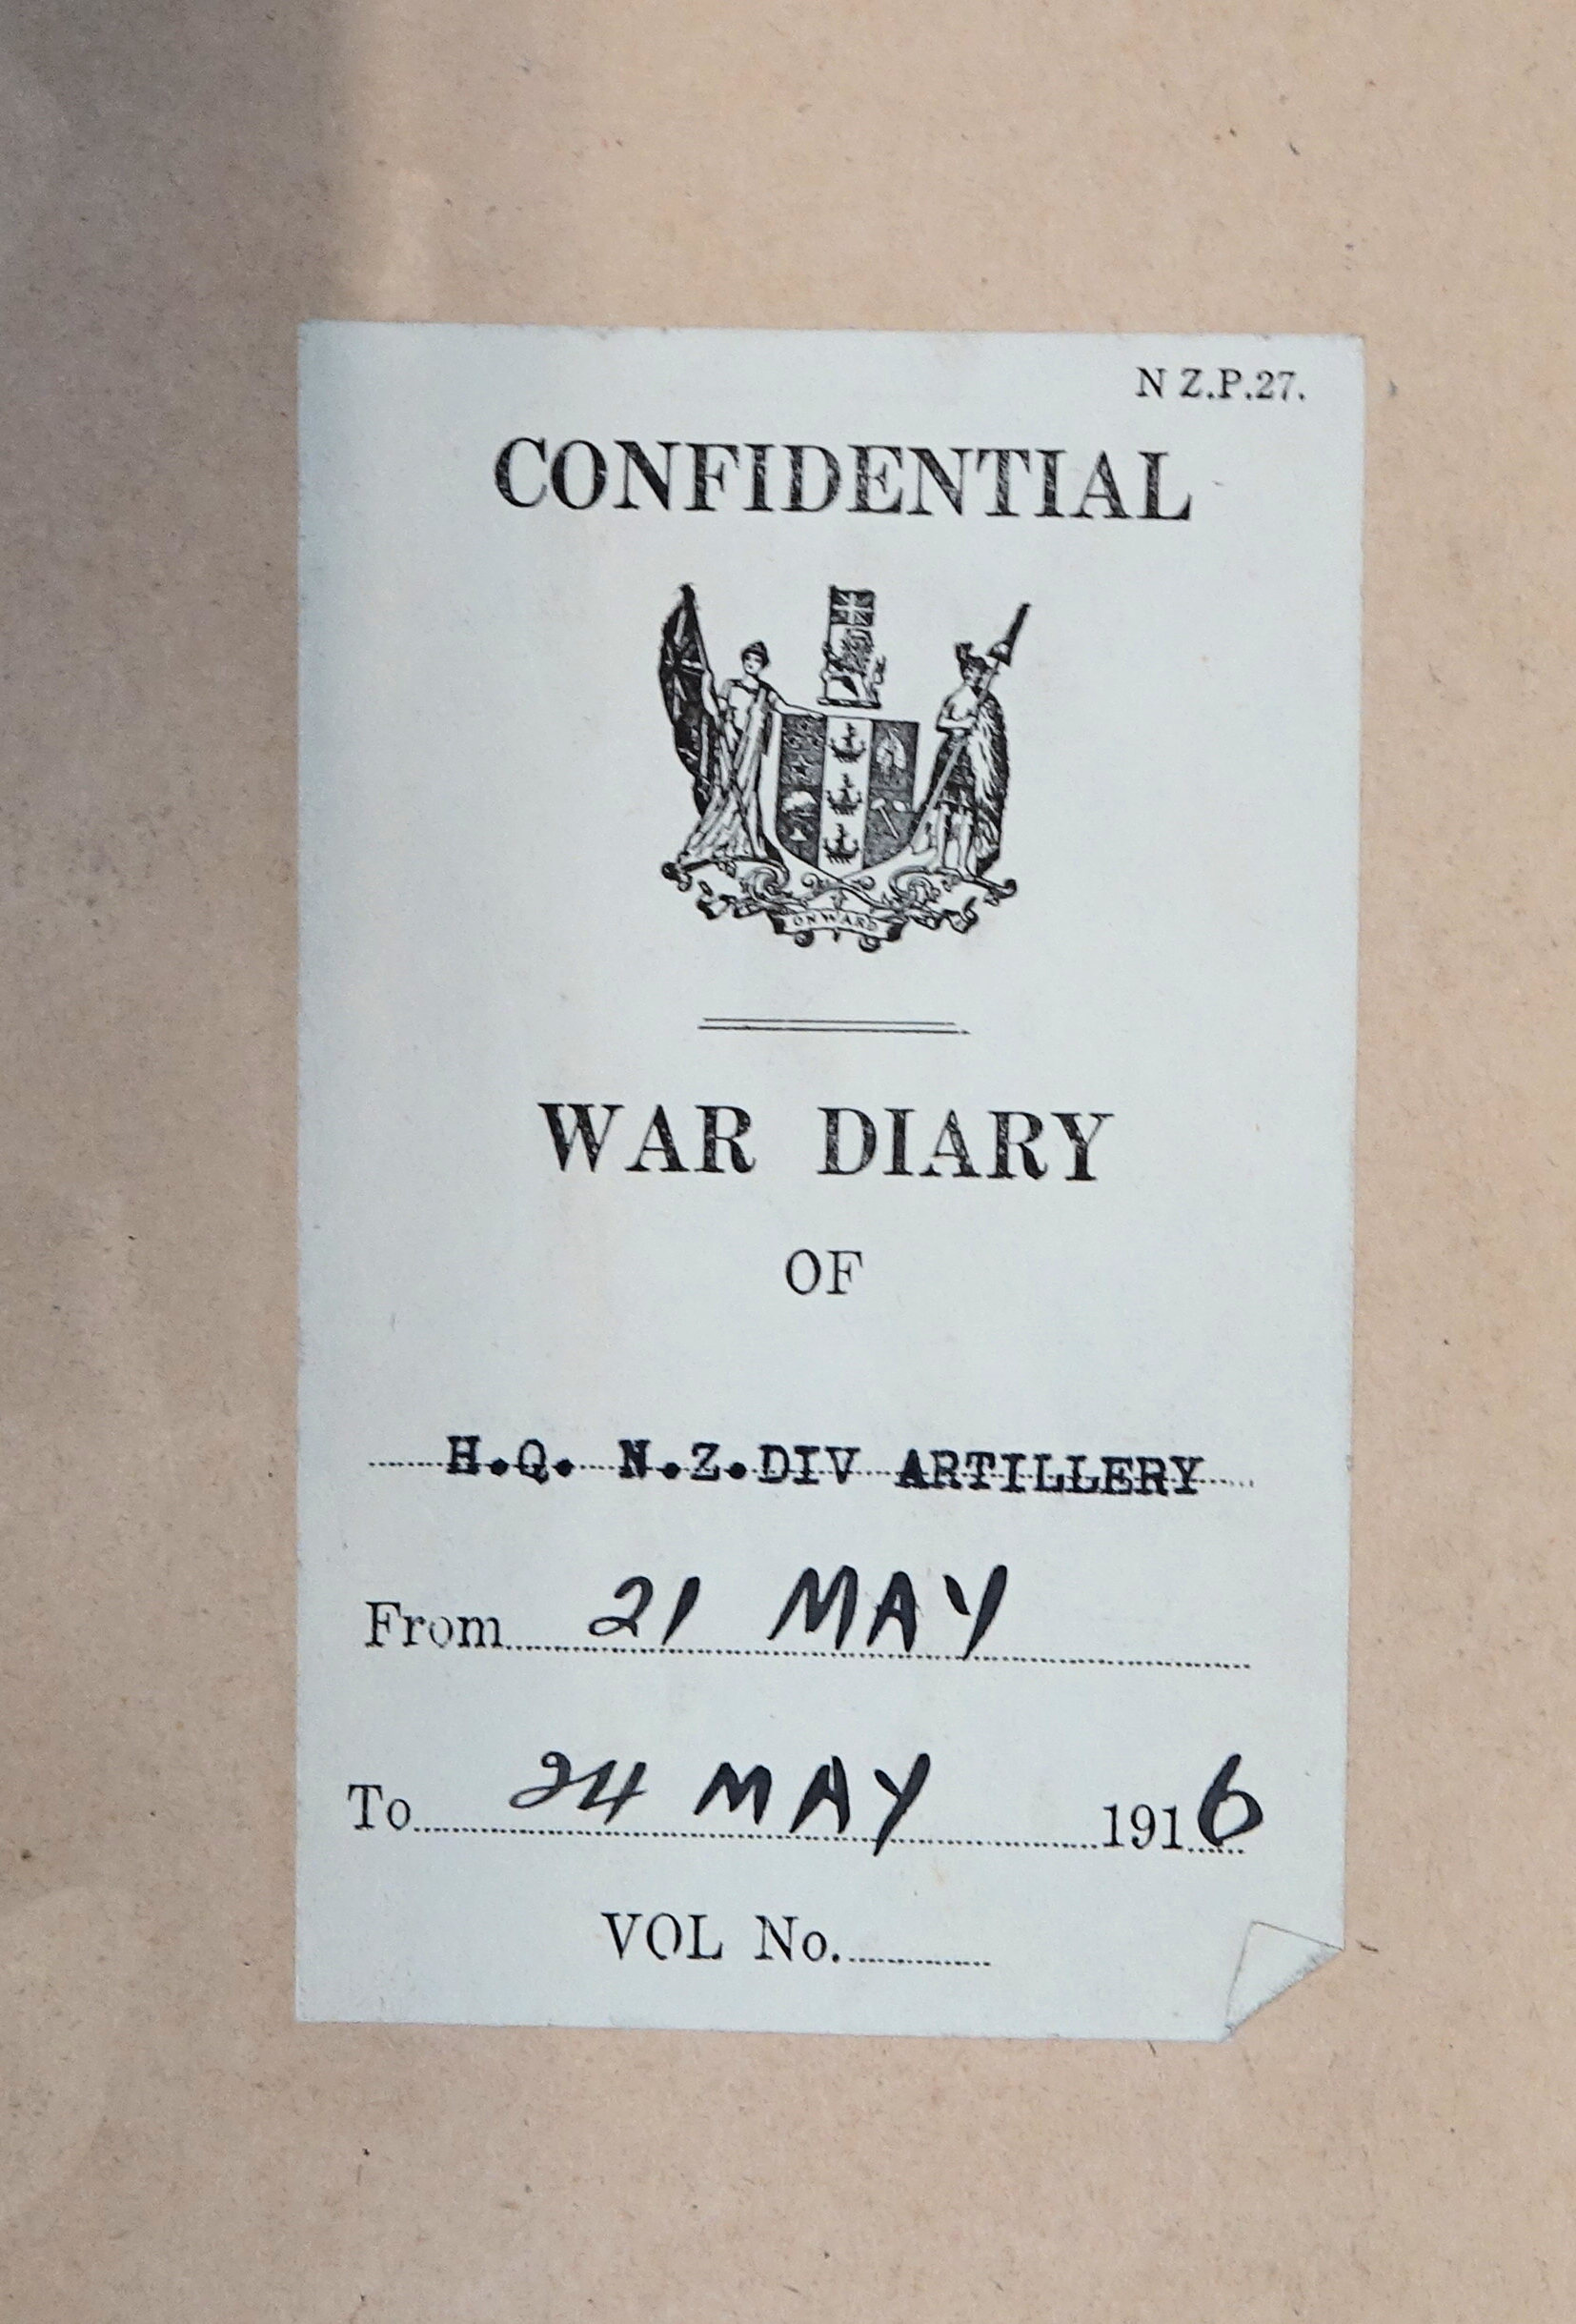 N Z.P.27.
CONFIDENTIAL
ONWARD
WAR DIARY
OF
H.Q. N.Z.DIV ARTILLERY
From 21 MAY
To 24 MAY 1916
VOL No.